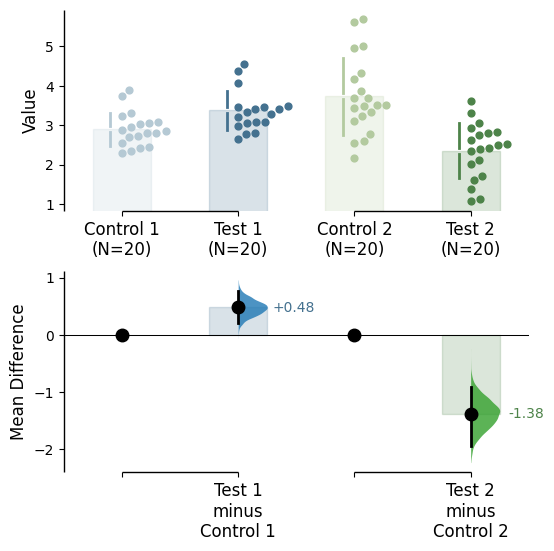 Value
5
4
3
2
1
Control 1 Test 1 Control 2 Test 2
(N=20) (N=20) (N=20) (N=20)
Mean Difference
1
0
−1
−2
+0.48
-1.38
Test 1 Test 2
minus minus
Control 1 Control 2